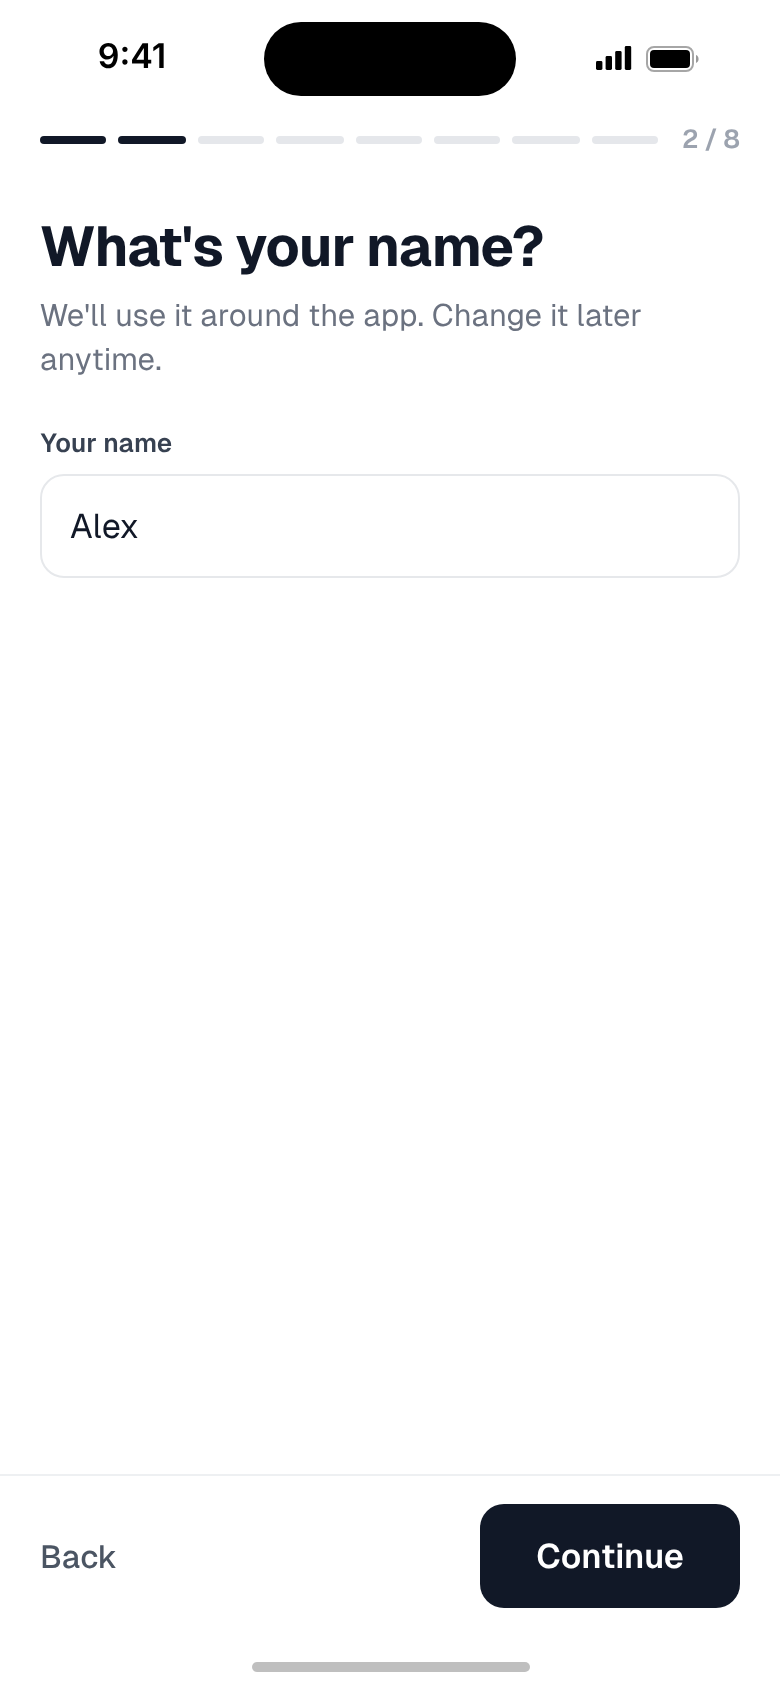 9:41
2 / 8
What's your name?
We'll use it around the app. Change it later
anytime.
Your name
Alex
Back
Continue